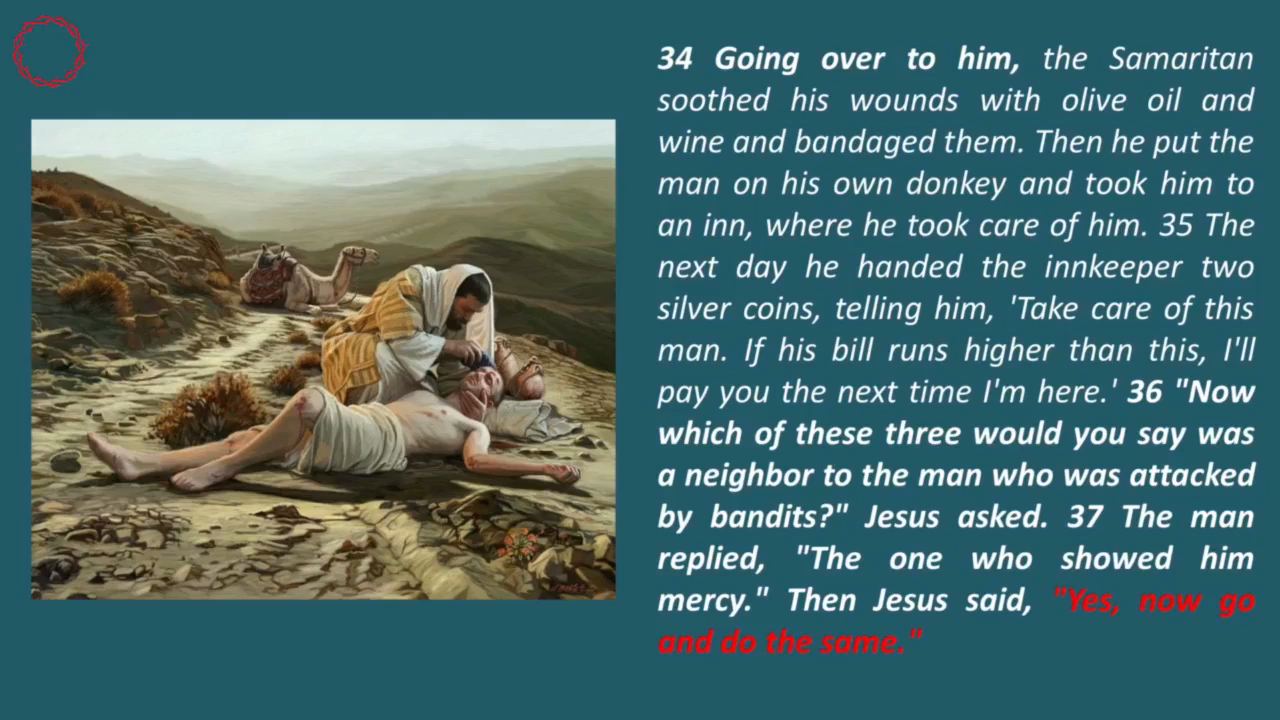 34 Going over to him, the Samaritan
soothed his wounds with olive oil and
wine and bandaged them. Then he put the
man on his own donkey and took him to
an inn, where he took care of him. 35 The
next day he handed the innkeeper two
silver coins, telling him, 'Take care of this
man. If his bill runs higher than this, I'll
pay you the next time I'm here.' 36 "Now
which of these three would you say was
a neighbor to the man who was attacked
by bandits?" Jesus asked. 37 The man
replied, "The one who showed him
mercy." Then Jesus said, "Yes, now go
and do the same."